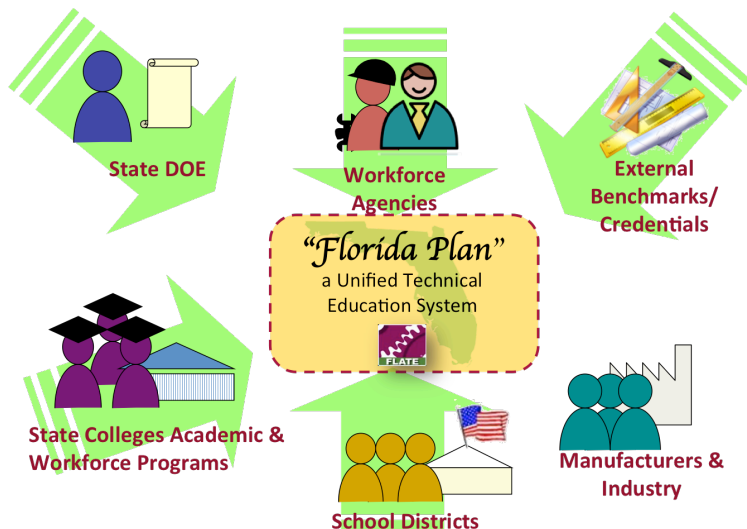 State DOE
Workforce
Agencies
External
Benchmarks/
Credentials
“Florida Plan”
a Unified Technical
Education System
FLATE
State Colleges Academic &
Workforce Programs
School Districts
Manufacturers &
Industry